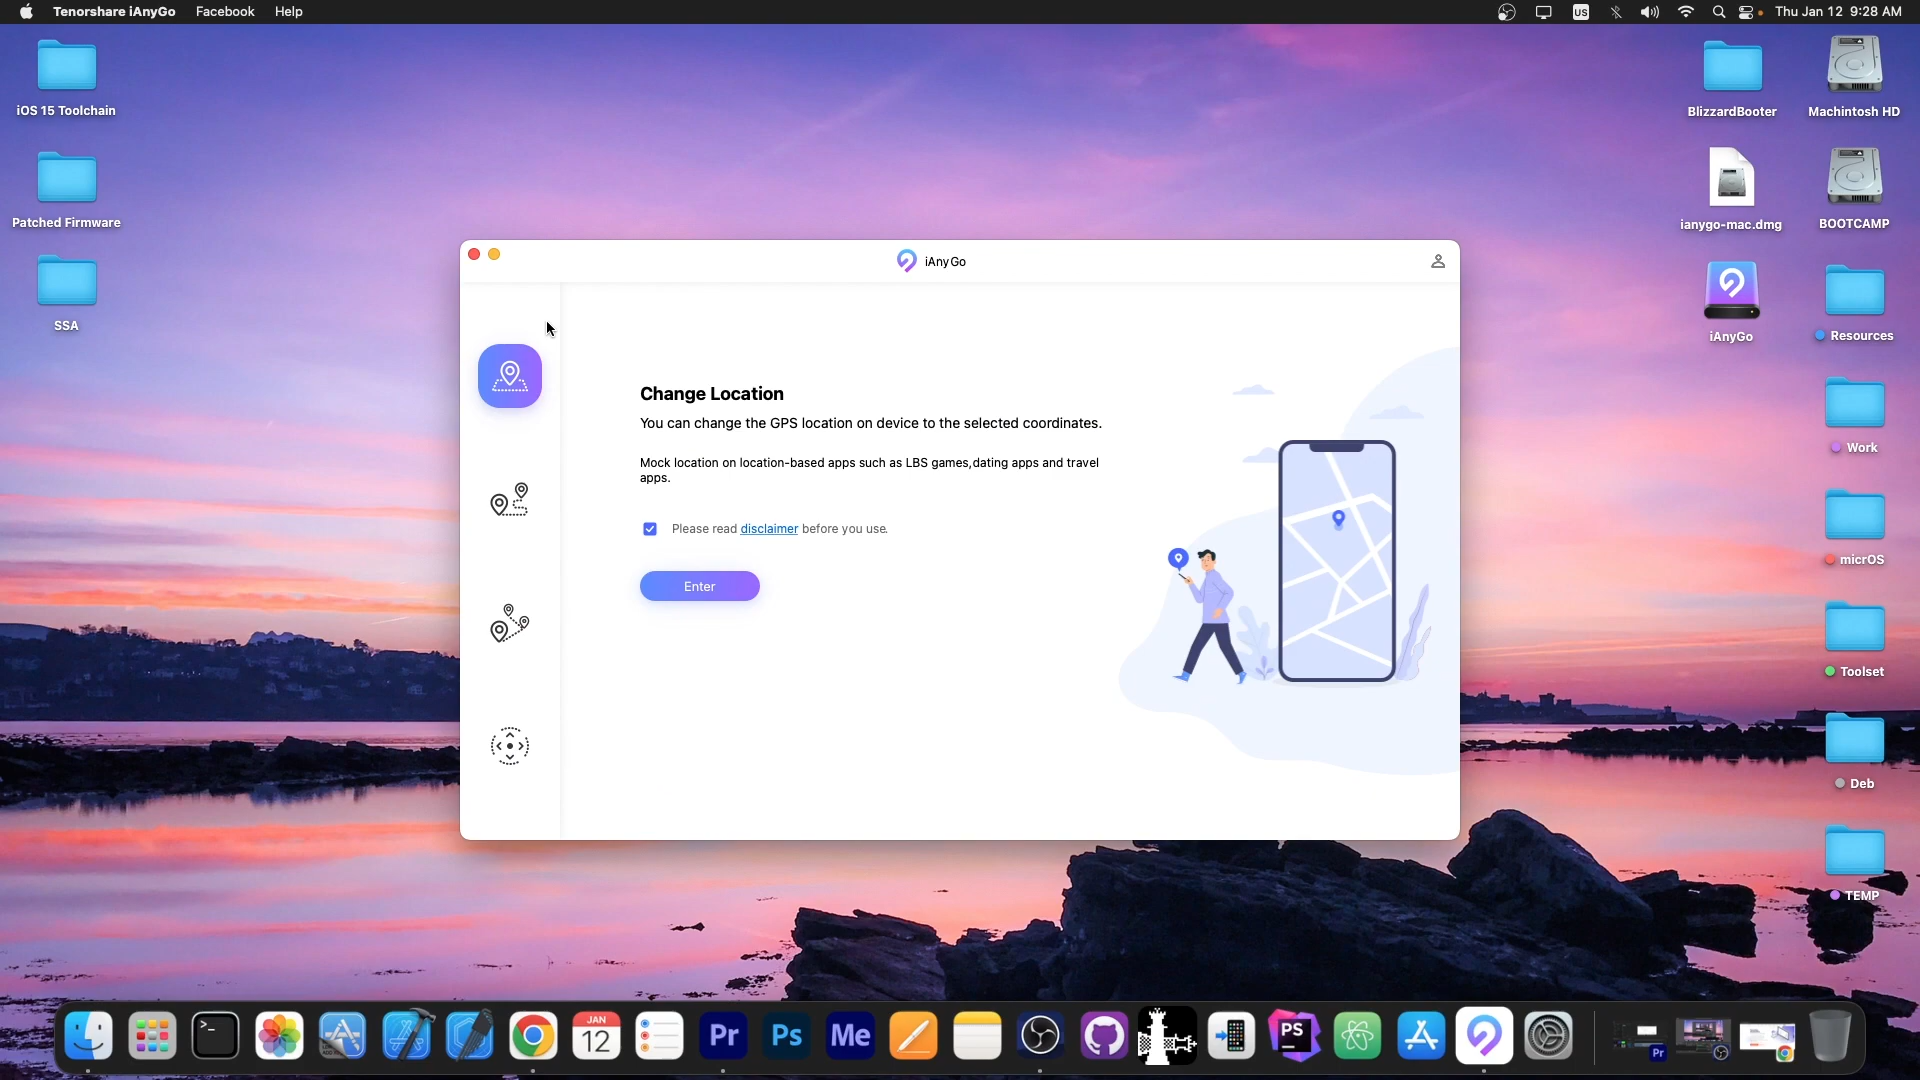 Tenorshare iAnyGo Facebook Help
US Thu Jan 12 9:28 AM
iOS 15 Toolchain
Patched Firmware
SSA
BlizzardBooter
Machintosh HD
ianygo-mac.dmg
BOOTCAMP
iAnyGo
Resources
Work
micrOS
Toolset
Deb
TEMP
iAnyGo
Change Location
You can change the GPS location on device to the selected coordinates.
Mock location on location-based apps such as LBS games,dating apps and travel
apps.
Please read disclaimer before you use.
Enter
>_
JAN
12
Pr
Ps
Me
PS
Pr